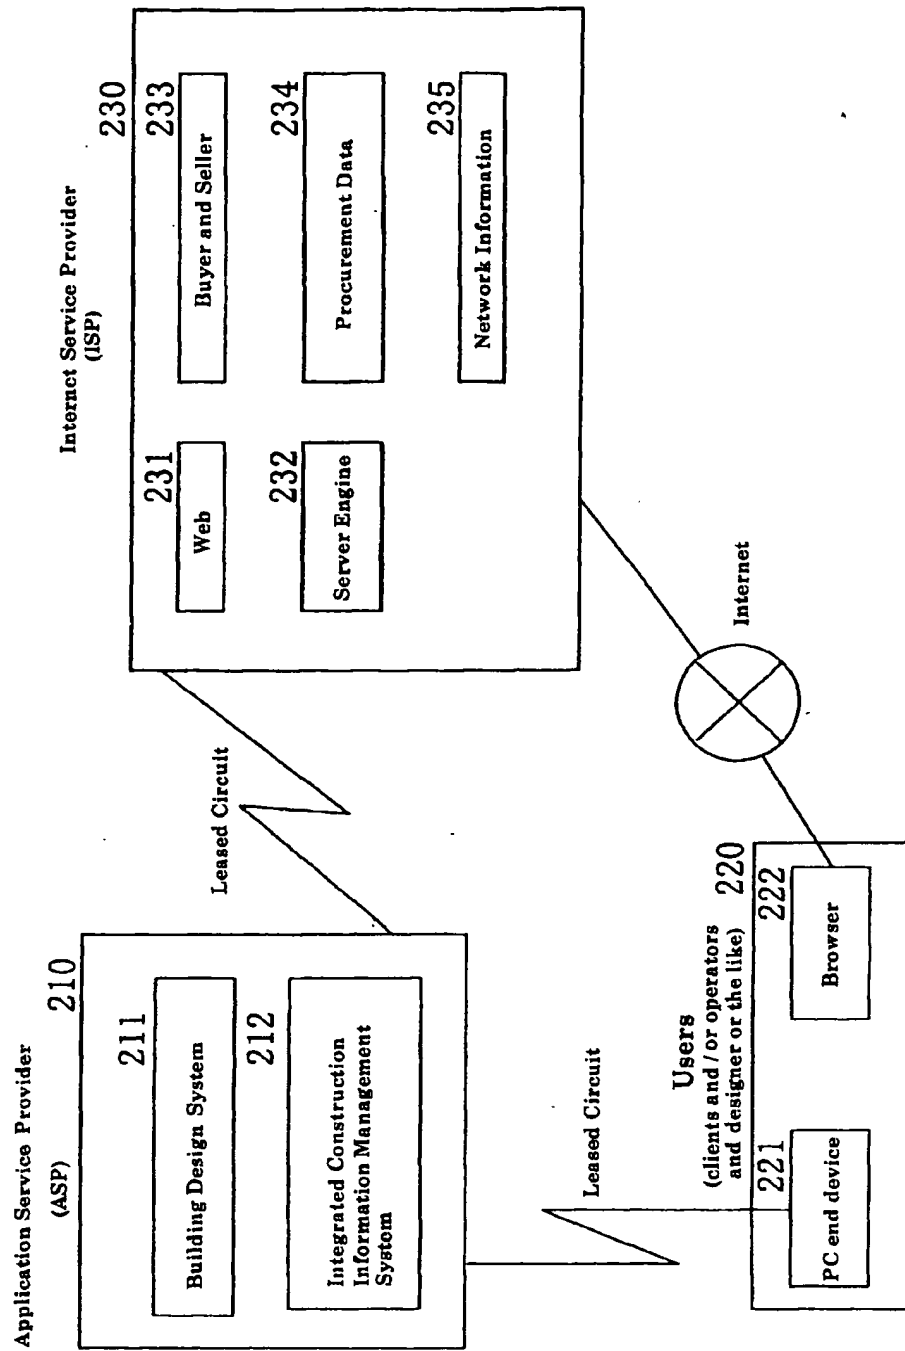 Application Service Provider
(ASP)
210
211
Building Design System
212
Integrated Construction
Information Management
System
Leased Circuit
Internet Service Provider
(ISP)
230
231
Web
232
Server Engine
233
Buyer and Seller
234
Procurement Data
235
Network Information
Leased Circuit
Users
(clients and / or operators
and designer or the like)
220
221
PC end device
222
Browser
Internet